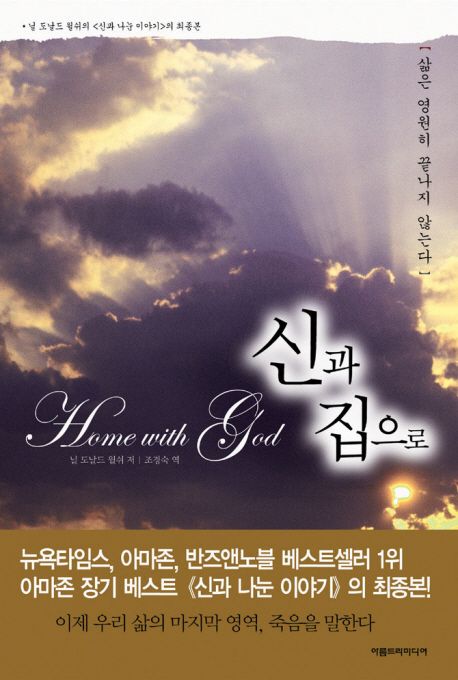 • 닐 도날드 월쉬의 <신과 나눈 이야기>의 최종본
[ 삶은 영원히 끝나지 않는다 ]
신과
집으로
Home with God
닐 도날드 월쉬 저 | 조경숙 역
뉴욕타임스, 아마존, 반즈앤노블 베스트셀러 1위
아마존 장기 베스트 《신과 나눈 이야기》의 최종본!
이제 우리 삶의 마지막 영역, 죽음을 말한다
아름드리미디어